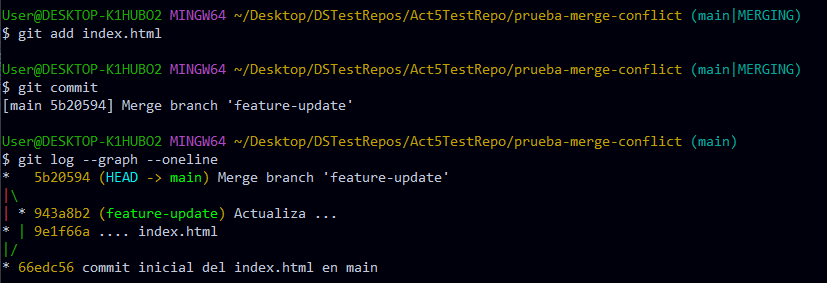 User@DESKTOP-K1HUBO2 MINGW64 ~/Desktop/DSTestRepos/Act5TestRepo/prueba-merge-conflict (main|MERGING)
$ git add index.html

User@DESKTOP-K1HUBO2 MINGW64 ~/Desktop/DSTestRepos/Act5TestRepo/prueba-merge-conflict (main|MERGING)
$ git commit
[main 5b20594] Merge branch 'feature-update'

User@DESKTOP-K1HUBO2 MINGW64 ~/Desktop/DSTestRepos/Act5TestRepo/prueba-merge-conflict (main)
$ git log --graph --oneline
*   5b20594 (HEAD -> main) Merge branch 'feature-update'
|\
| * 943a8b2 (feature-update) Actualiza ...
* | 9e1f66a .... index.html
|/
* 66edc56 commit inicial del index.html en main